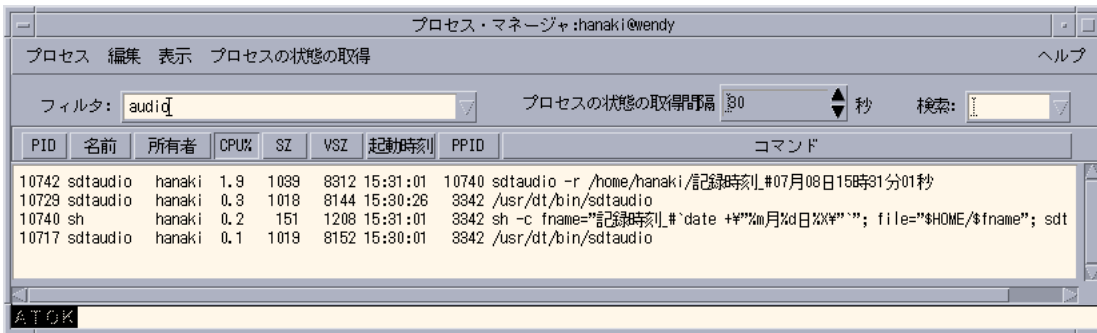 プロセス・マネージャ:hanaki@wendy
プロセス 編集 表示 プロセスの状態の取得 ヘルプ
フィルタ: audio プロセスの状態の取得間隔 30 秒 検索:
PID 名前 所有者 CPU% SZ VSZ 起動時刻 PPID コマンド
10742 sdtaudio hanaki 1.9 1039 8312 15:31:01 10740 sdtaudio -r /home/hanaki/記録時刻_#07月08日15時31分01秒
10729 sdtaudio hanaki 0.3 1018 8144 15:30:26 3342 /usr/dt/bin/sdtaudio
10740 sh hanaki 0.2 151 1208 15:31:01 3342 sh -c fname="記録時刻_#`date +¥"%m月%d日%X¥"`"; file="$HOME/$fname"; sdt
10717 sdtaudio hanaki 0.1 1019 8152 15:30:01 3342 /usr/dt/bin/sdtaudio
ATOK